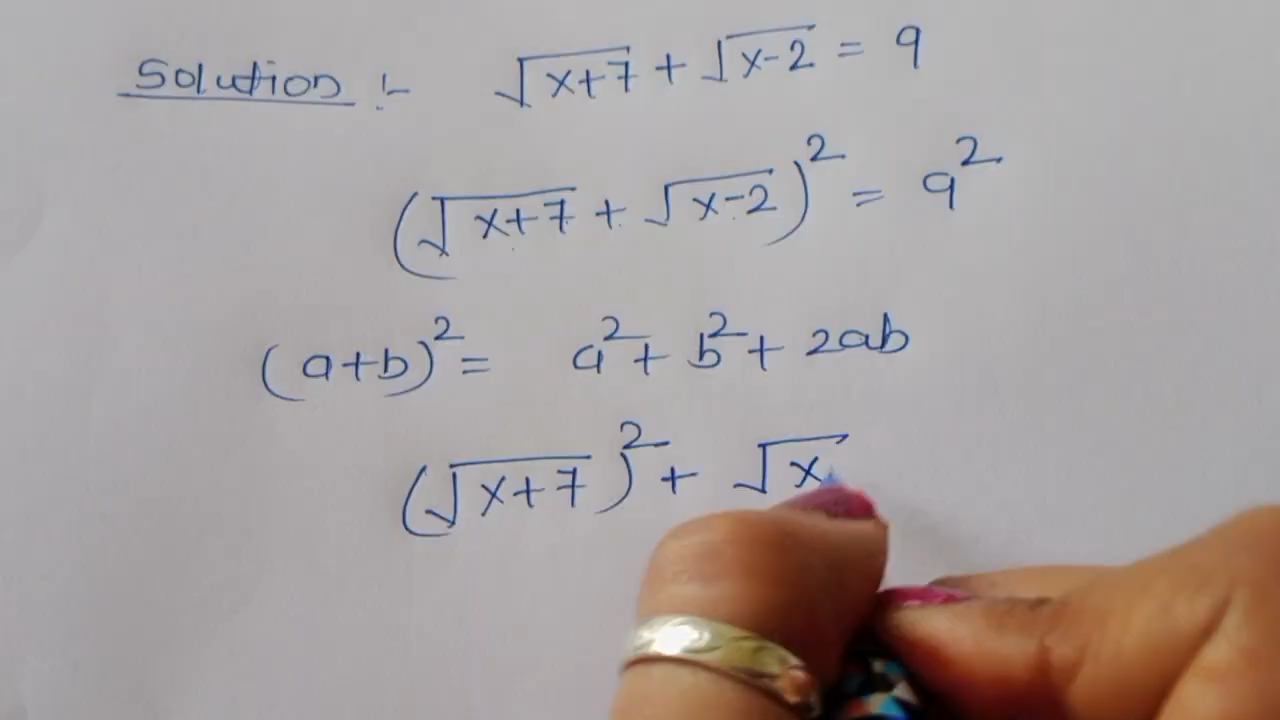 Solution :- √(x+7) + √(x-2) = 9
(√(x+7) + √(x-2))² = 9²
(a+b)² = a² + b² + 2ab
(√(x+7))² + √x